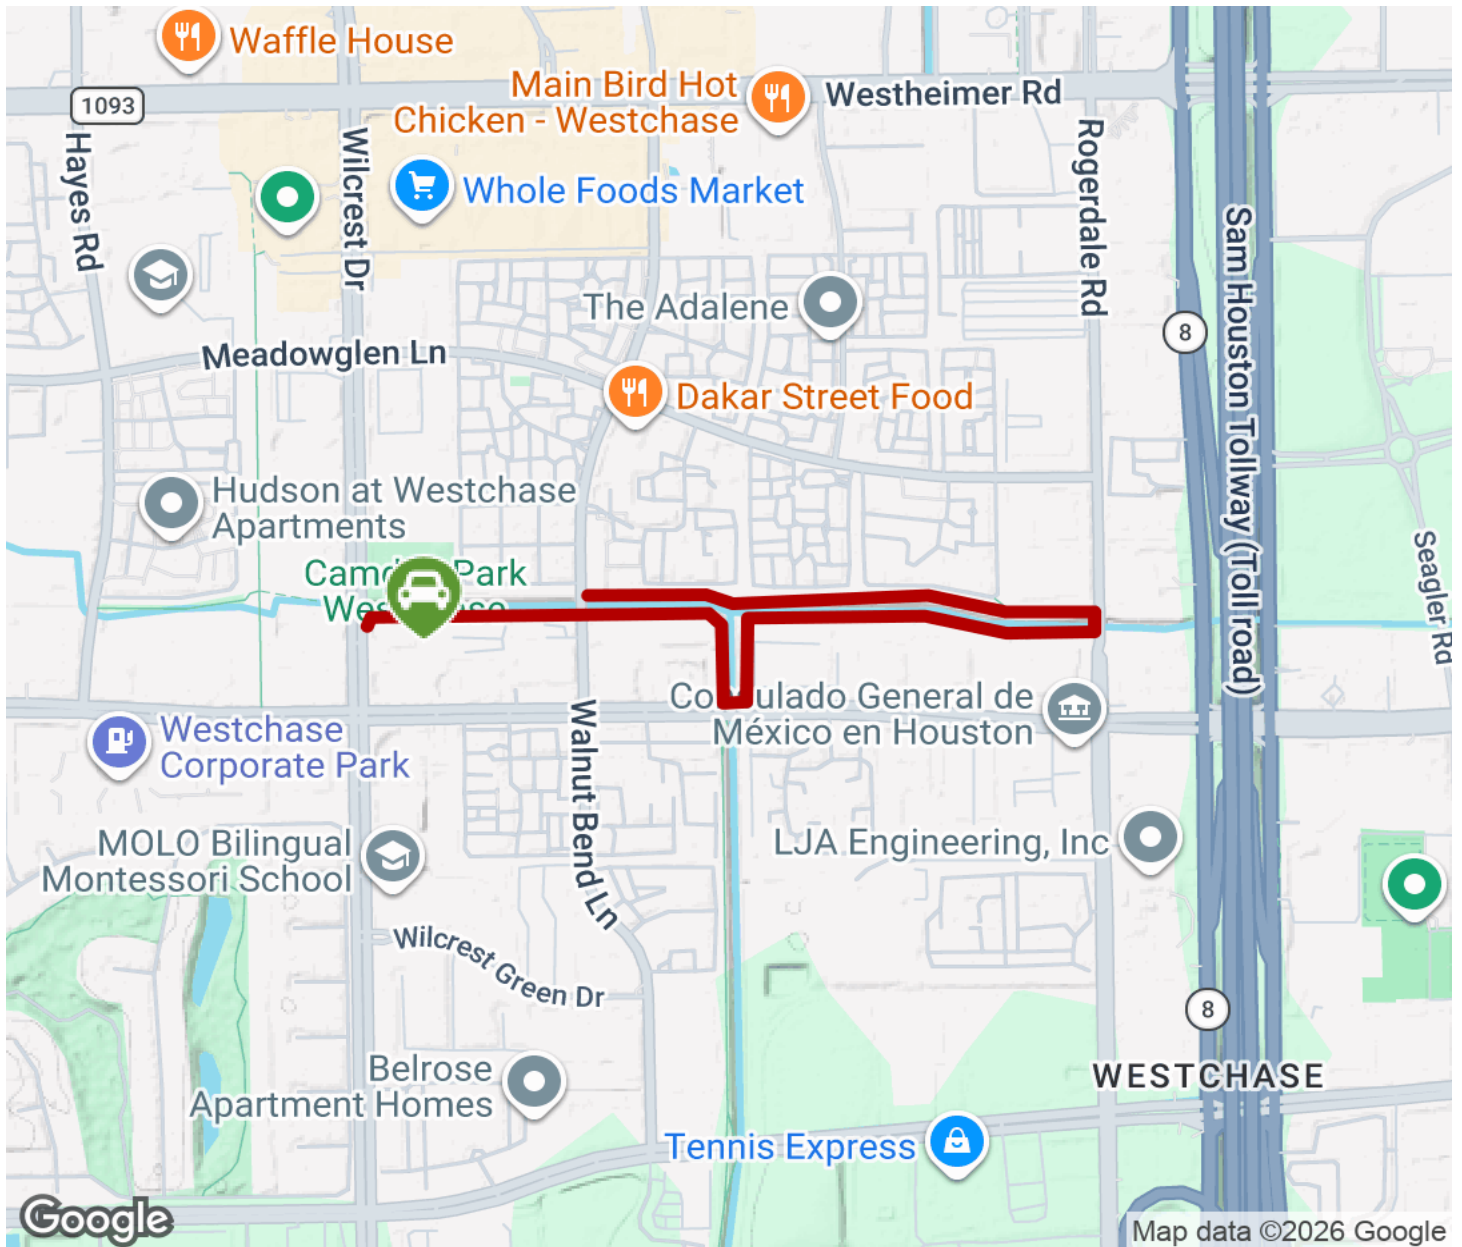 Waffle House
Main Bird Hot
Chicken - Westchase
Westheimer Rd
1093
Hayes Rd
Wilcrest Dr
Rogerdale Rd
Whole Foods Market
Sam Houston Tollway (Toll road)
The Adalene
8
Meadowglen Ln
Dakar Street Food
Hudson at Westchase
Apartments
Seagler Rd
Park
Consulado General de
México en Houston
Westchase
Corporate Park
Walnut Bend Ln
MOLO Bilingual
Montessori School
LJA Engineering, Inc
Wilcrest Green Dr
8
Belrose
Apartment Homes
WESTCHASE
Tennis Express
Google
Map data ©2026 Google